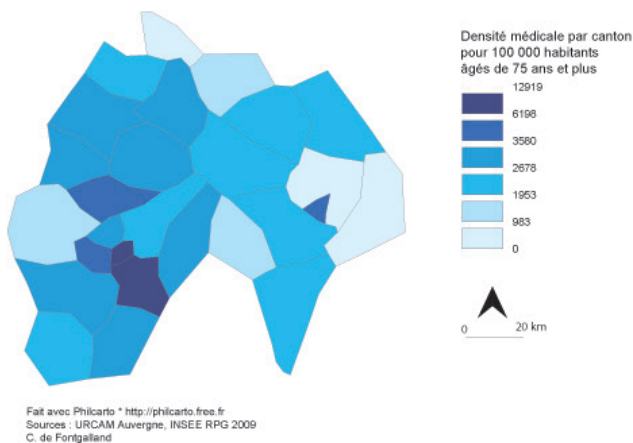 Densité médicale par canton
pour 100 000 habitants
âgés de 75 ans et plus
12919
6198
3580
2678
1953
983
0
0 20 km
Fait avec Philcarto * http://philcarto.free.fr
Sources : URCAM Auvergne, INSEE RPG 2009
C. de Fontgalland